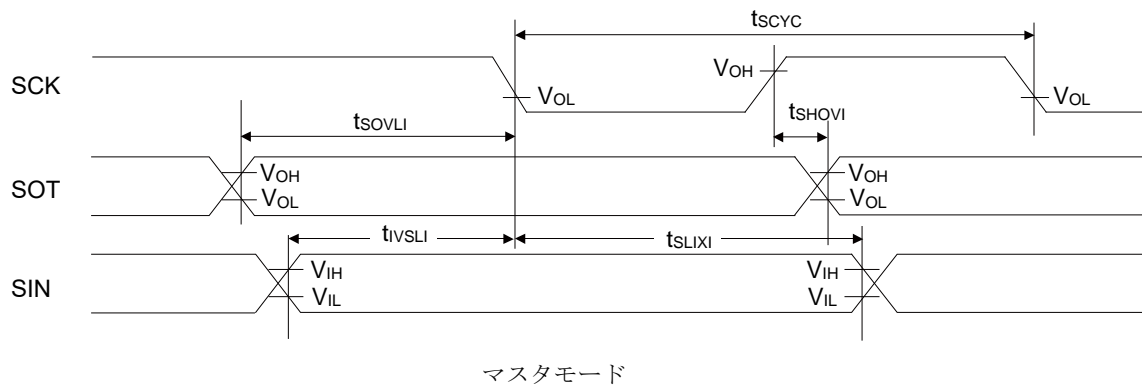 tSCYC
SCK
VOH
VOL
VOL
tSOVLI
tSHOVI
SOT
VOH
VOL
VOH
VOL
tIVSLI
tSLIXI
SIN
VIH
VIL
VIH
VIL
マスタモード